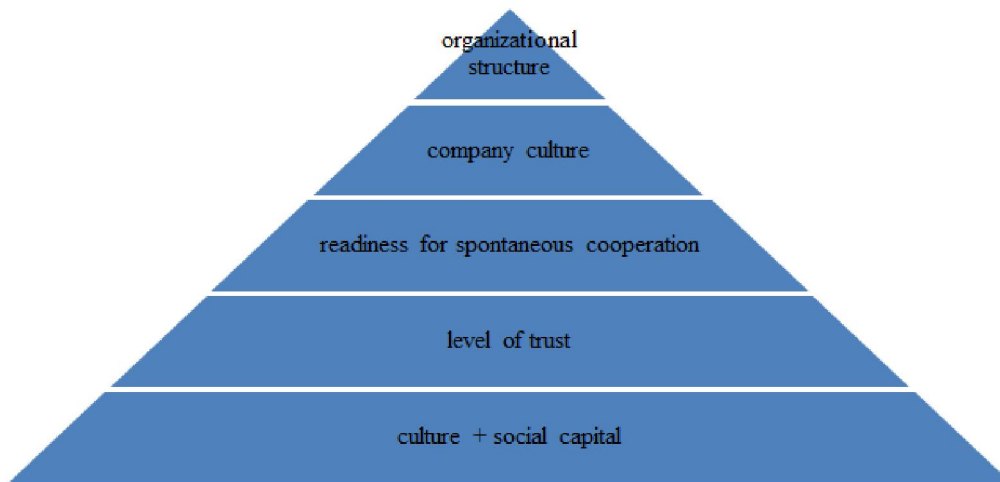 organizational
structure
company culture
readiness for spontaneous cooperation
level of trust
culture + social capital